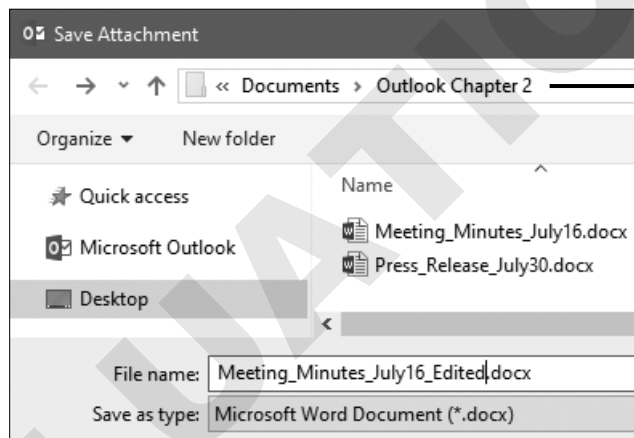 Save Attachment
« Documents > Outlook Chapter 2
Organize New folder
Quick access
Microsoft Outlook
Desktop
Name
Meeting_Minutes_July16.docx
Press_Release_July30.docx
File name: Meeting_Minutes_July16_Edited.docx
Save as type: Microsoft Word Document (*.docx)